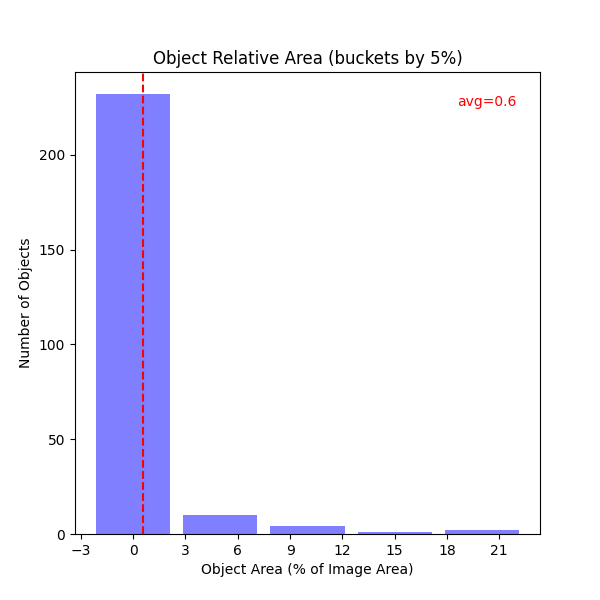 Object Relative Area (buckets by 5%)
avg=0.6
200
150
100
50
0
Number of Objects
−3 0 3 6 9 12 15 18 21
Object Area (% of Image Area)